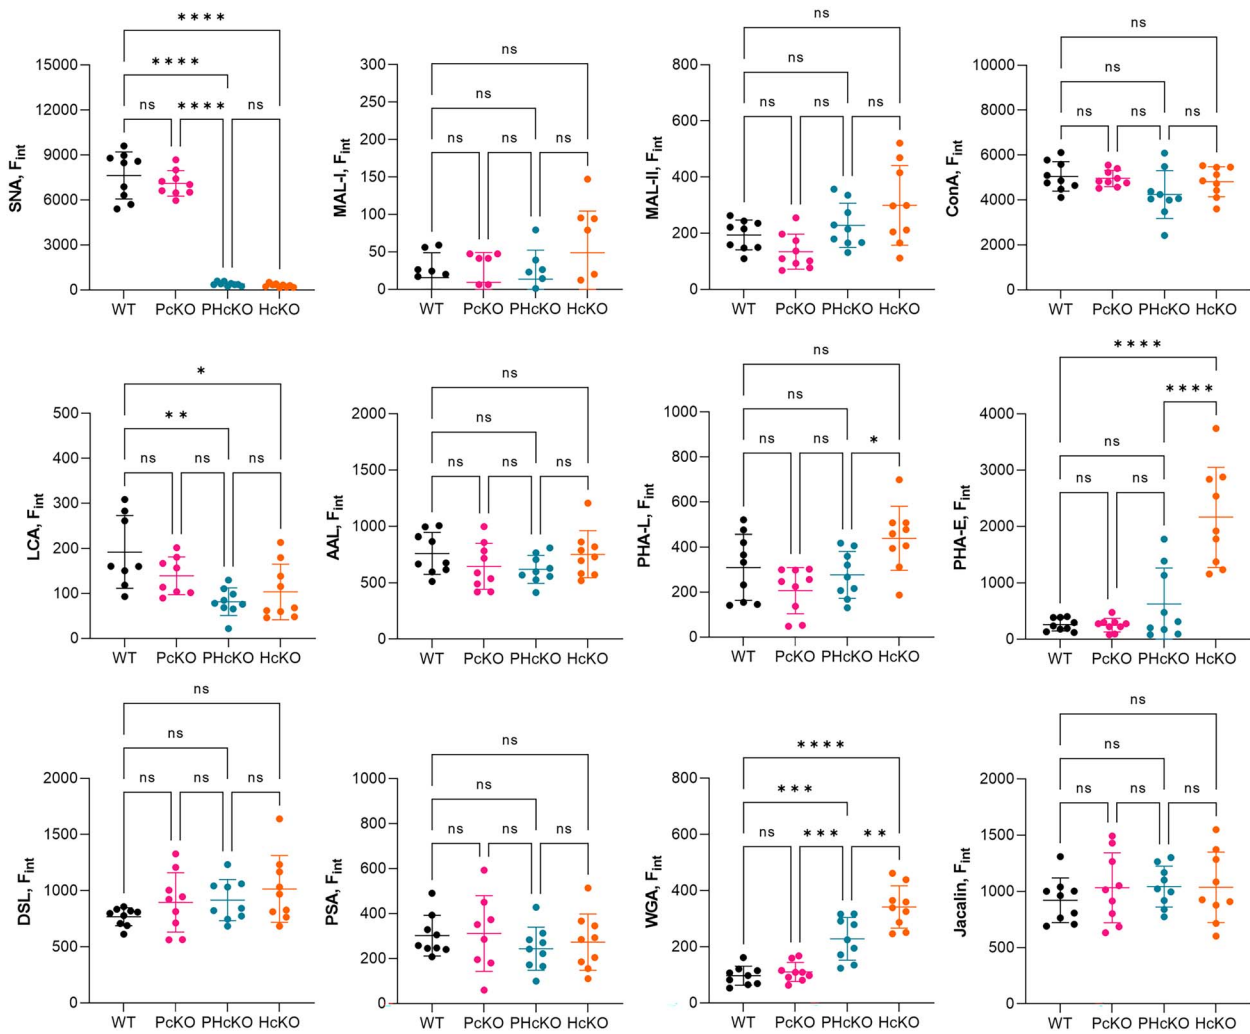 * * * *
* * * *
ns * * * * ns
15000
12000
9000
6000
3000
0
SNA, Fint
WT PcKO PHcKO HcKO
ns
ns
ns ns ns
300
250
200
150
100
50
0
MAL-I, Fint
WT PcKO PHcKO HcKO
ns
ns
ns ns ns
800
600
400
200
0
MAL-II, Fint
WT PcKO PHcKO HcKO
ns
ns
ns ns ns
10000
8000
6000
4000
2000
0
ConA, Fint
WT PcKO PHcKO HcKO
*
* *
ns ns ns
500
400
300
200
100
0
LCA, Fint
WT PcKO PHcKO HcKO
ns
ns
ns ns ns
2000
1500
1000
500
0
AAL, Fint
WT PcKO PHcKO HcKO
ns
ns
ns ns *
1000
800
600
400
200
0
PHA-L, Fint
WT PcKO PHcKO HcKO
* * * *
* * * *
ns
ns ns
4000
3000
2000
1000
0
PHA-E, Fint
WT PcKO PHcKO HcKO
ns
ns
ns ns ns
2000
1500
1000
500
0
DSL, Fint
WT PcKO PHcKO HcKO
ns
ns
ns ns ns
1000
800
600
400
200
0
PSA, Fint
WT PcKO PHcKO HcKO
* * * *
* * *
ns * * * * *
800
600
400
200
0
WGA, Fint
WT PcKO PHcKO HcKO
ns
ns
ns ns ns
2000
1500
1000
500
0
Jacalin, Fint
WT PcKO PHcKO HcKO